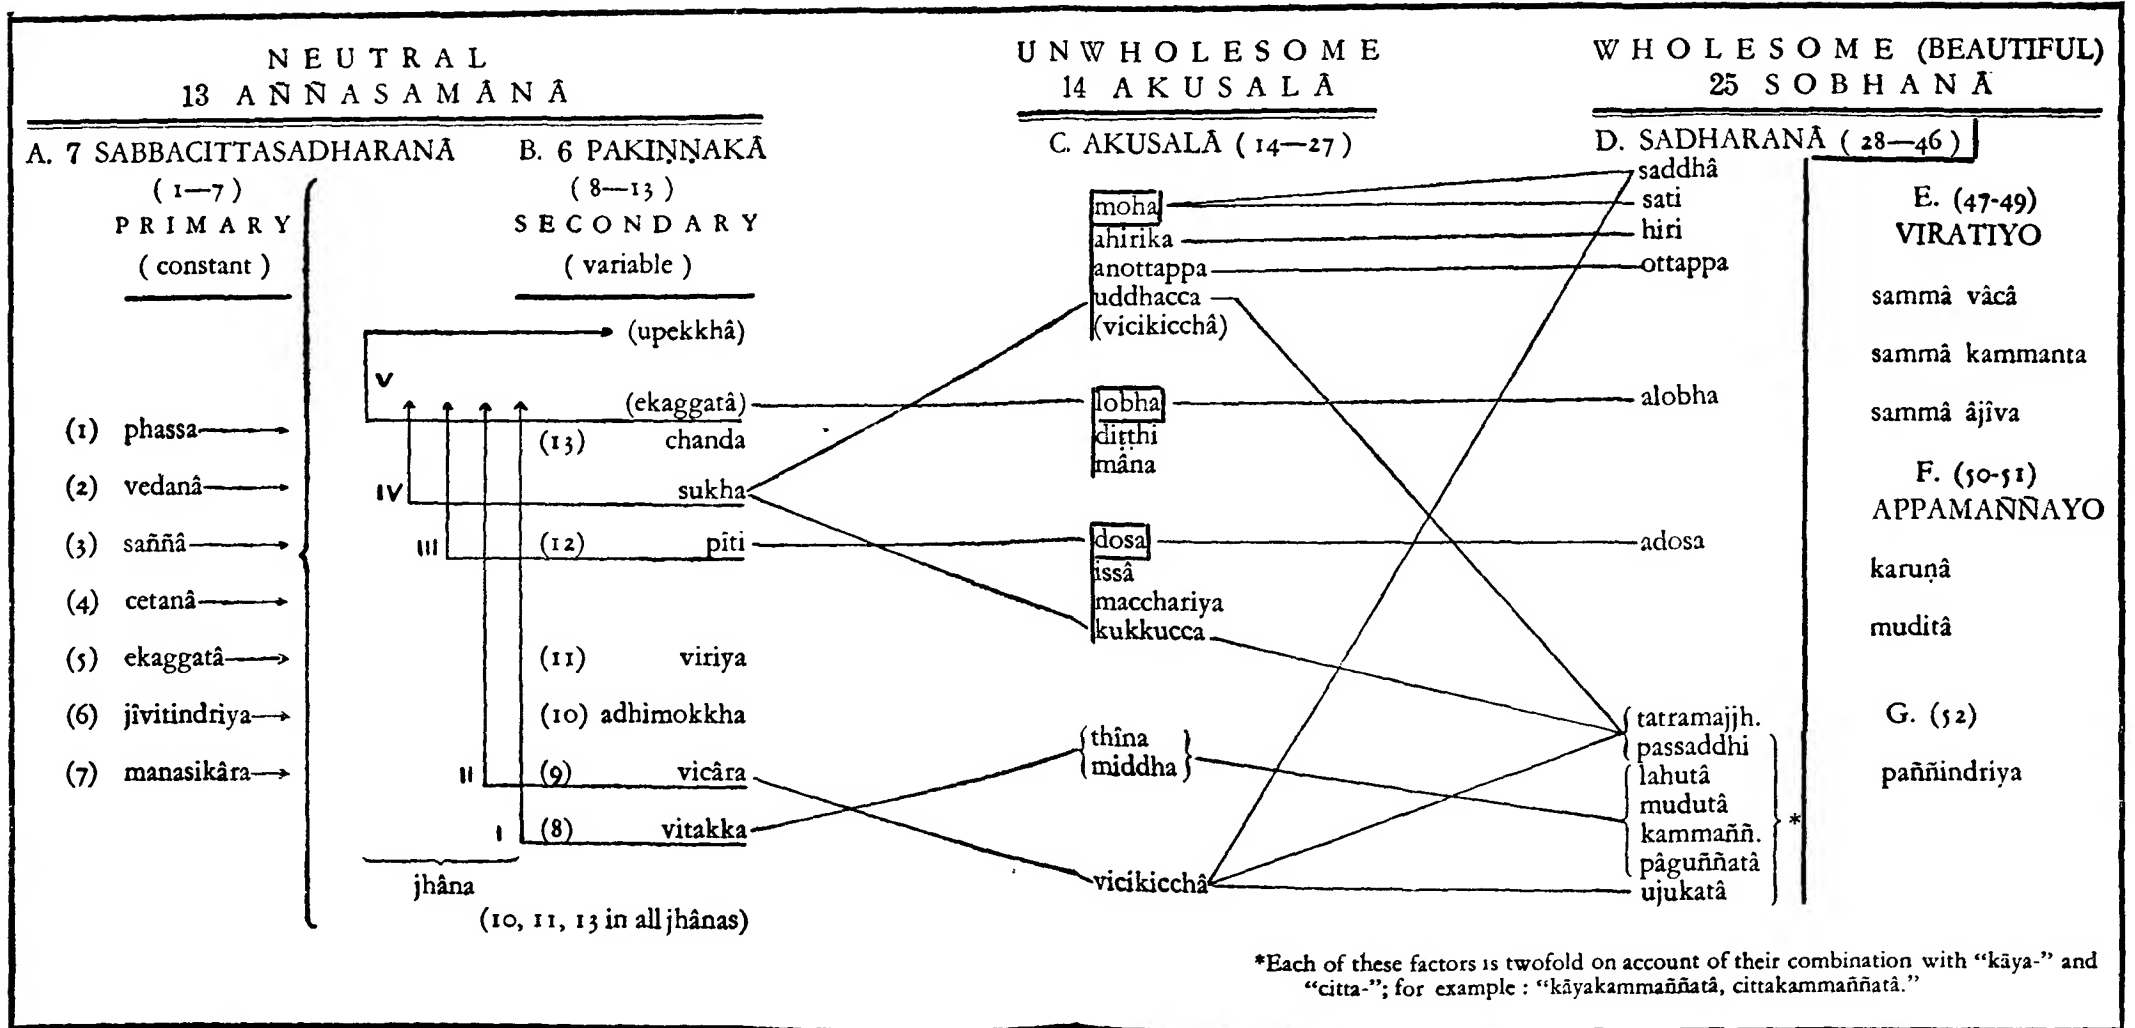 NEUTRAL
13 AÑÑASAMÂNÂ
A. 7 SABBACITTASADHARANÂ
(1—7)
PRIMARY
(constant)
(1) phassa
(2) vedanâ
(3) saññâ
(4) cetanâ
(5) ekaggatâ
(6) jîvitindriya
(7) manasikâra
B. 6 PAKIṆṆAKÂ
(8—13)
SECONDARY
(variable)
(upekkhâ)
V
(ekaggatâ)
(13) chanda
IV sukha
III (12) pîti
(11) viriya
(10) adhimokkha
II (9) vicâra
I (8) vitakka
jhâna
(10, 11, 13 in all jhânas)
UNWHOLESOME
14 AKUSALÂ
C. AKUSALÂ (14—27)
moha
ahirika
anottappa
uddhacca
(vicikicchâ)
lobha
diṭṭhi
mâna
dosa
issâ
macchariya
kukkucca
thîna
middha
vicikicchâ
WHOLESOME (BEAUTIFUL)
25 SOBHANÂ
D. SADHARANÂ (28—46)
saddhâ
sati
hiri
ottappa
alobha
adosa
tatramajjh.
passaddhi
lahutâ
mudutâ
kammaññ.
pâguññatâ
ujukatâ
*
E. (47-49)
VIRATIYO
sammâ vâcâ
sammâ kammanta
sammâ âjîva
F. (50-51)
APPAMAÑÑAYO
karuṇâ
muditâ
G. (52)
paññindriya
*Each of these factors is twofold on account of their combination with "kāya-" and
"citta-"; for example : "kāyakammaññatâ, cittakammaññatâ."